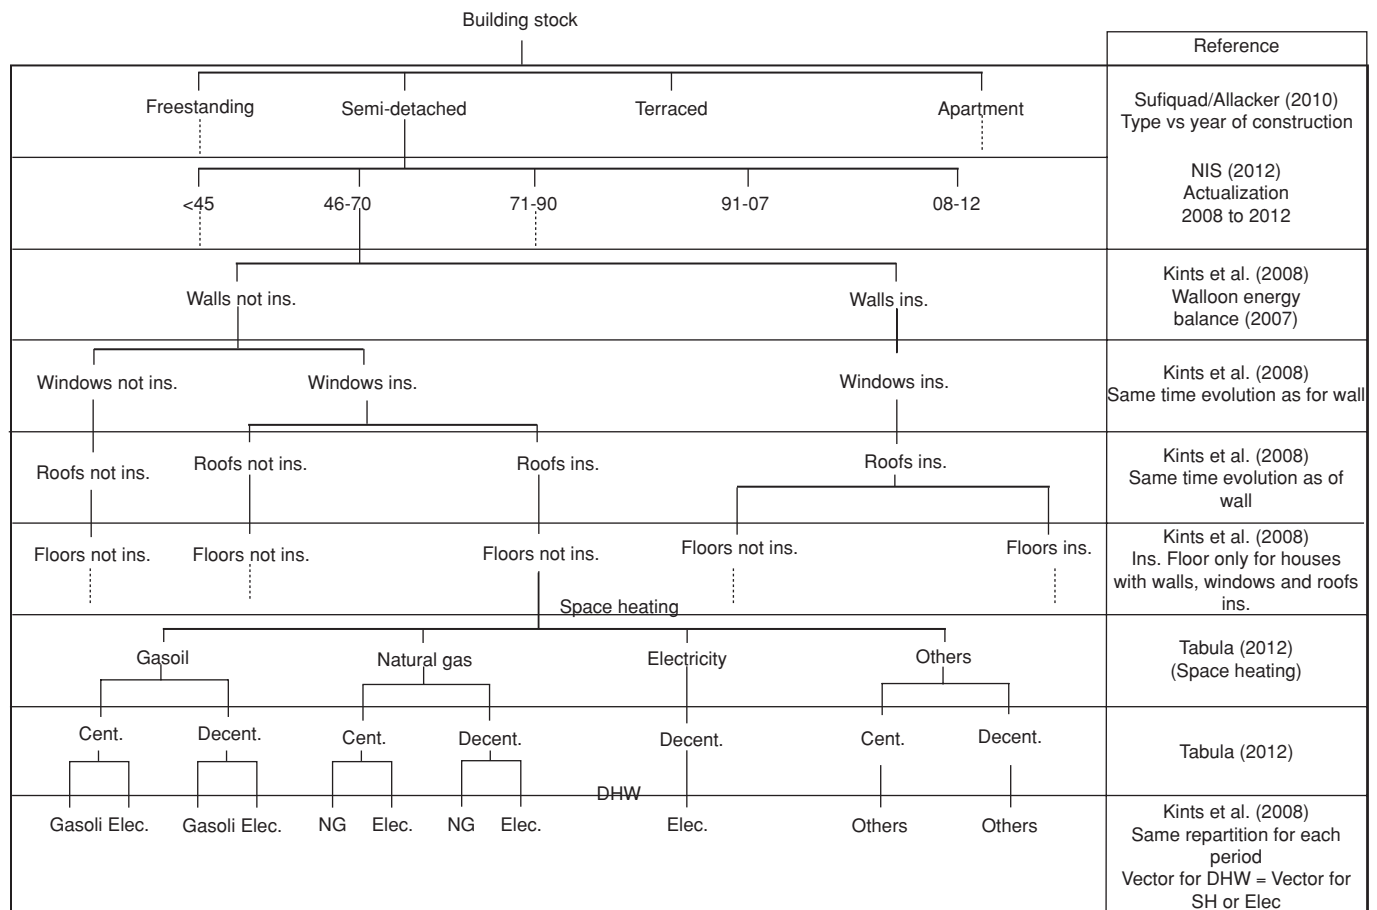 Building stock
Reference
Freestanding
Semi-detached
Terraced
Apartment
Sufiquad/Allacker (2010)
Type vs year of construction
<45
46-70
71-90
91-07
08-12
NIS (2012)
Actualization
2008 to 2012
Walls not ins.
Walls ins.
Kints et al. (2008)
Walloon energy
balance (2007)
Windows not ins.
Windows ins.
Windows ins.
Kints et al. (2008)
Same time evolution as for wall
Roofs not ins.
Roofs not ins.
Roofs ins.
Roofs ins.
Kints et al. (2008)
Same time evolution as of
wall
Floors not ins.
Floors not ins.
Floors not ins.
Floors not ins.
Floors ins.
Kints et al. (2008)
Ins. Floor only for houses
with walls, windows and roofs
ins.
Space heating
Gasoil
Natural gas
Electricity
Others
Tabula (2012)
(Space heating)
Cent.
Decent.
Cent.
Decent.
Decent.
Cent.
Decent.
Tabula (2012)
DHW
Gasoli Elec.
Gasoli Elec.
NG
Elec.
NG
Elec.
Elec.
Others
Others
Kints et al. (2008)
Same repartition for each
period
Vector for DHW = Vector for
SH or Elec